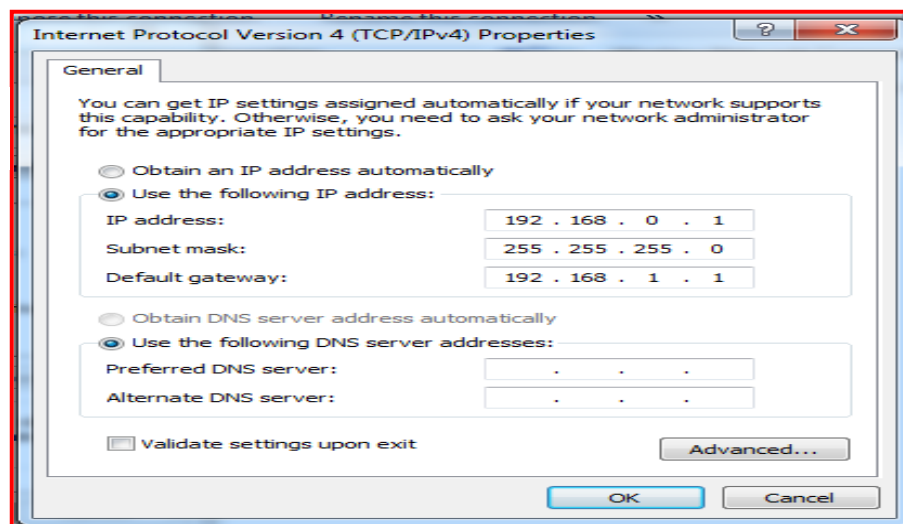 Rename this connection »
Internet Protocol Version 4 (TCP/IPv4) Properties
General
You can get IP settings assigned automatically if your network supports
this capability. Otherwise, you need to ask your network administrator
for the appropriate IP settings.
Obtain an IP address automatically
Use the following IP address:
IP address: 192 . 168 . 0 . 1
Subnet mask: 255 . 255 . 255 . 0
Default gateway: 192 . 168 . 1 . 1
Obtain DNS server address automatically
Use the following DNS server addresses:
Preferred DNS server: . . .
Alternate DNS server: . . .
Validate settings upon exit
Advanced...
OK Cancel